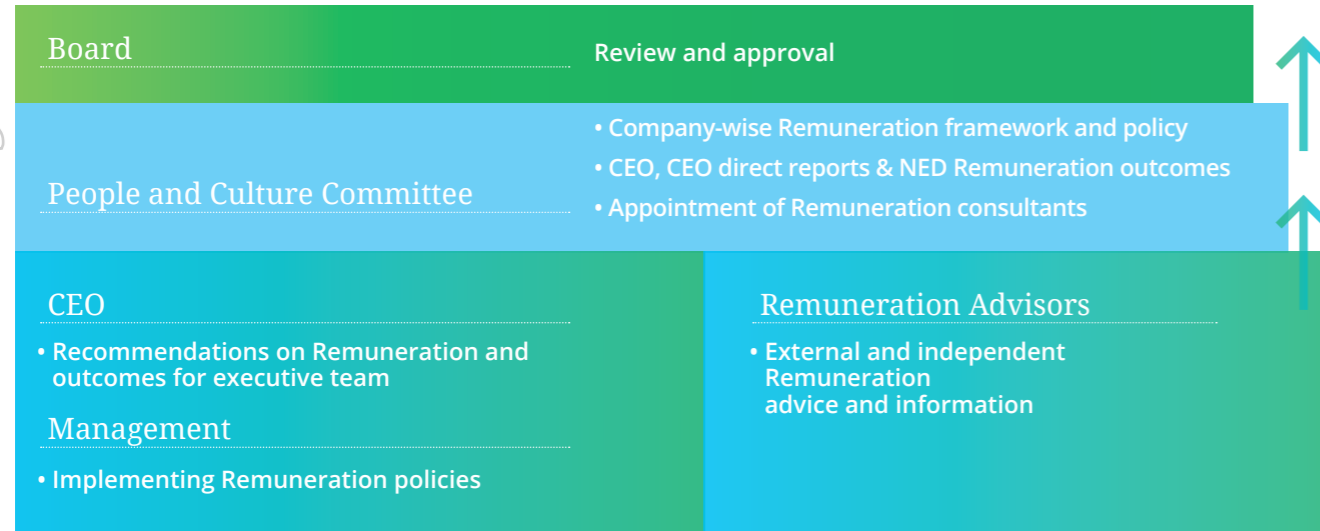 Board
Review and approval
People and Culture Committee
• Company-wise Remuneration framework and policy
• CEO, CEO direct reports & NED Remuneration outcomes
• Appointment of Remuneration consultants
CEO
• Recommendations on Remuneration and
outcomes for executive team
Management
• Implementing Remuneration policies
Remuneration Advisors
• External and independent
Remuneration
advice and information